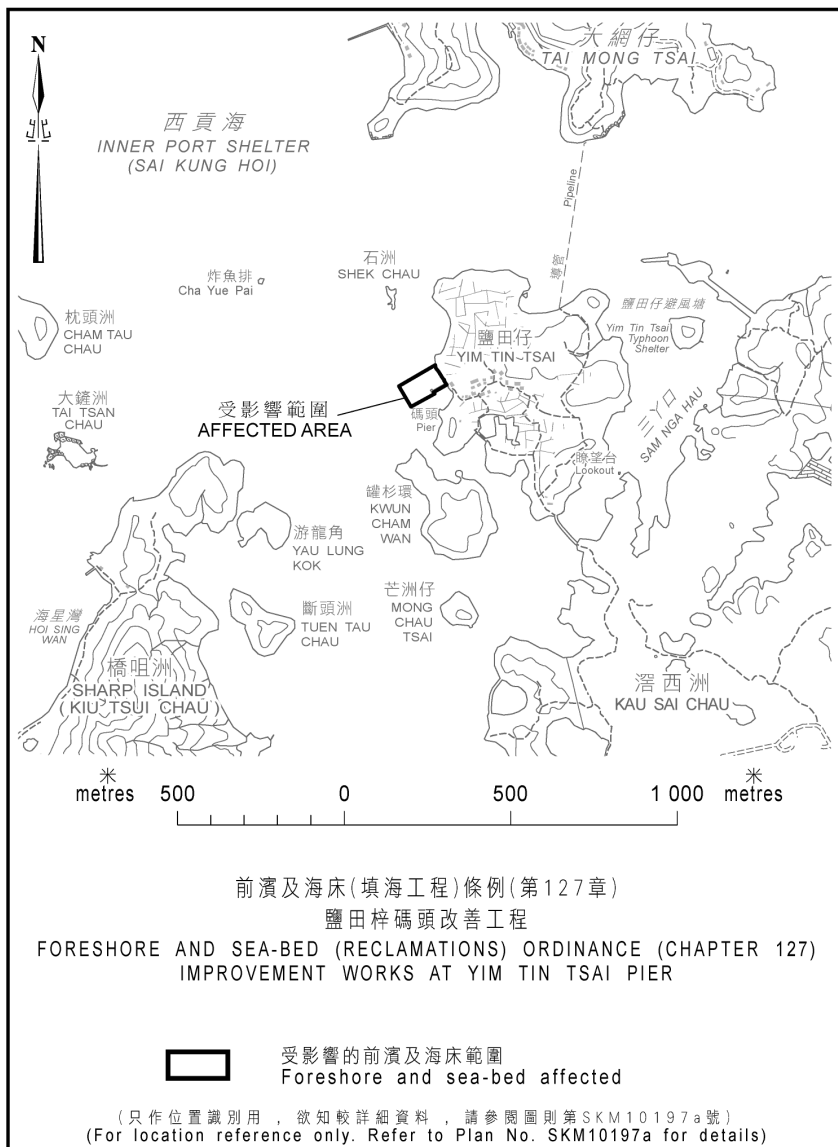 N
大網仔
TAI MONG TSAI
西貢海
INNER PORT SHELTER
(SAI KUNG HOI)
Pipeline
導管
炸魚排
Cha Yue Pai
石洲
SHEK CHAU
枕頭洲
CHAM TAU
CHAU
鹽田仔
YIM TIN TSAI
鹽田仔避風塘
Yim Tin Tsai
Typhoon
Shelter
大鏟洲
TAI TSAN
CHAU
受影響範圍
AFFECTED AREA
碼頭
Pier
三丫口
SAM NGA HAU
瞭望台
Lookout
罐杉環
KWUN
CHAM
WAN
游龍角
YAU LUNG
KOK
海星灣
HOI SING
WAN
斷頭洲
TUEN TAU
CHAU
芒洲仔
MONG
CHAU
TSAI
橋咀洲
SHARP ISLAND
(KIU TSUI CHAU)
滘西洲
KAU SAI CHAU
米
metres 500 0 500 1 000 米
metres
前濱及海床(填海工程)條例(第127章)
鹽田梓碼頭改善工程
FORESHORE AND SEA-BED (RECLAMATIONS) ORDINANCE (CHAPTER 127)
IMPROVEMENT WORKS AT YIM TIN TSAI PIER
受影響的前濱及海床範圍
Foreshore and sea-bed affected
(只作位置識別用 , 欲知較詳細資料 , 請參閱圖則第SKM10197a號)
(For location reference only. Refer to Plan No. SKM10197a for details)